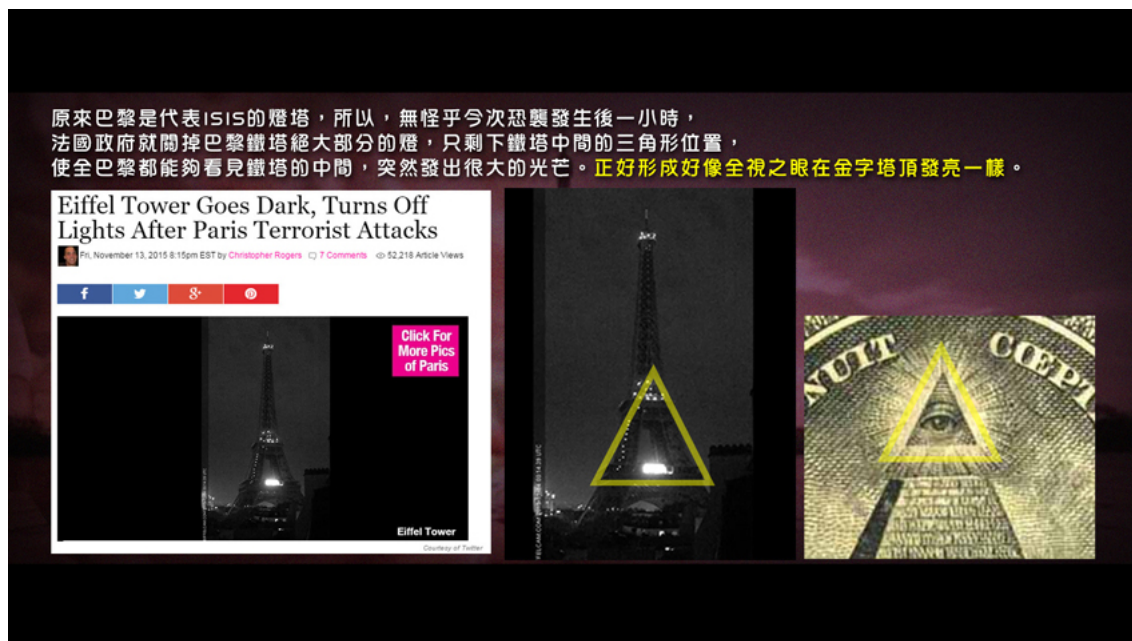 原來巴黎是代表ISIS的燈塔，所以，無怪乎今次恐襲發生後一小時，
法國政府就關掉巴黎鐵塔絕大部分的燈，只剩下鐵塔中間的三角形位置，
使全巴黎都能夠看見鐵塔的中間，突然發出很大的光芒。正好形成好像全視之眼在金字塔頂發亮一樣。
Eiffel Tower Goes Dark, Turns Off
Lights After Paris Terrorist Attacks
Fri, November 13, 2015 8:15pm EST by Christopher Rogers 7 Comments 52,218 Article Views
Click For
More Pics
of Paris
Eiffel Tower
Courtesy of Twitter
NUIT CŒPT